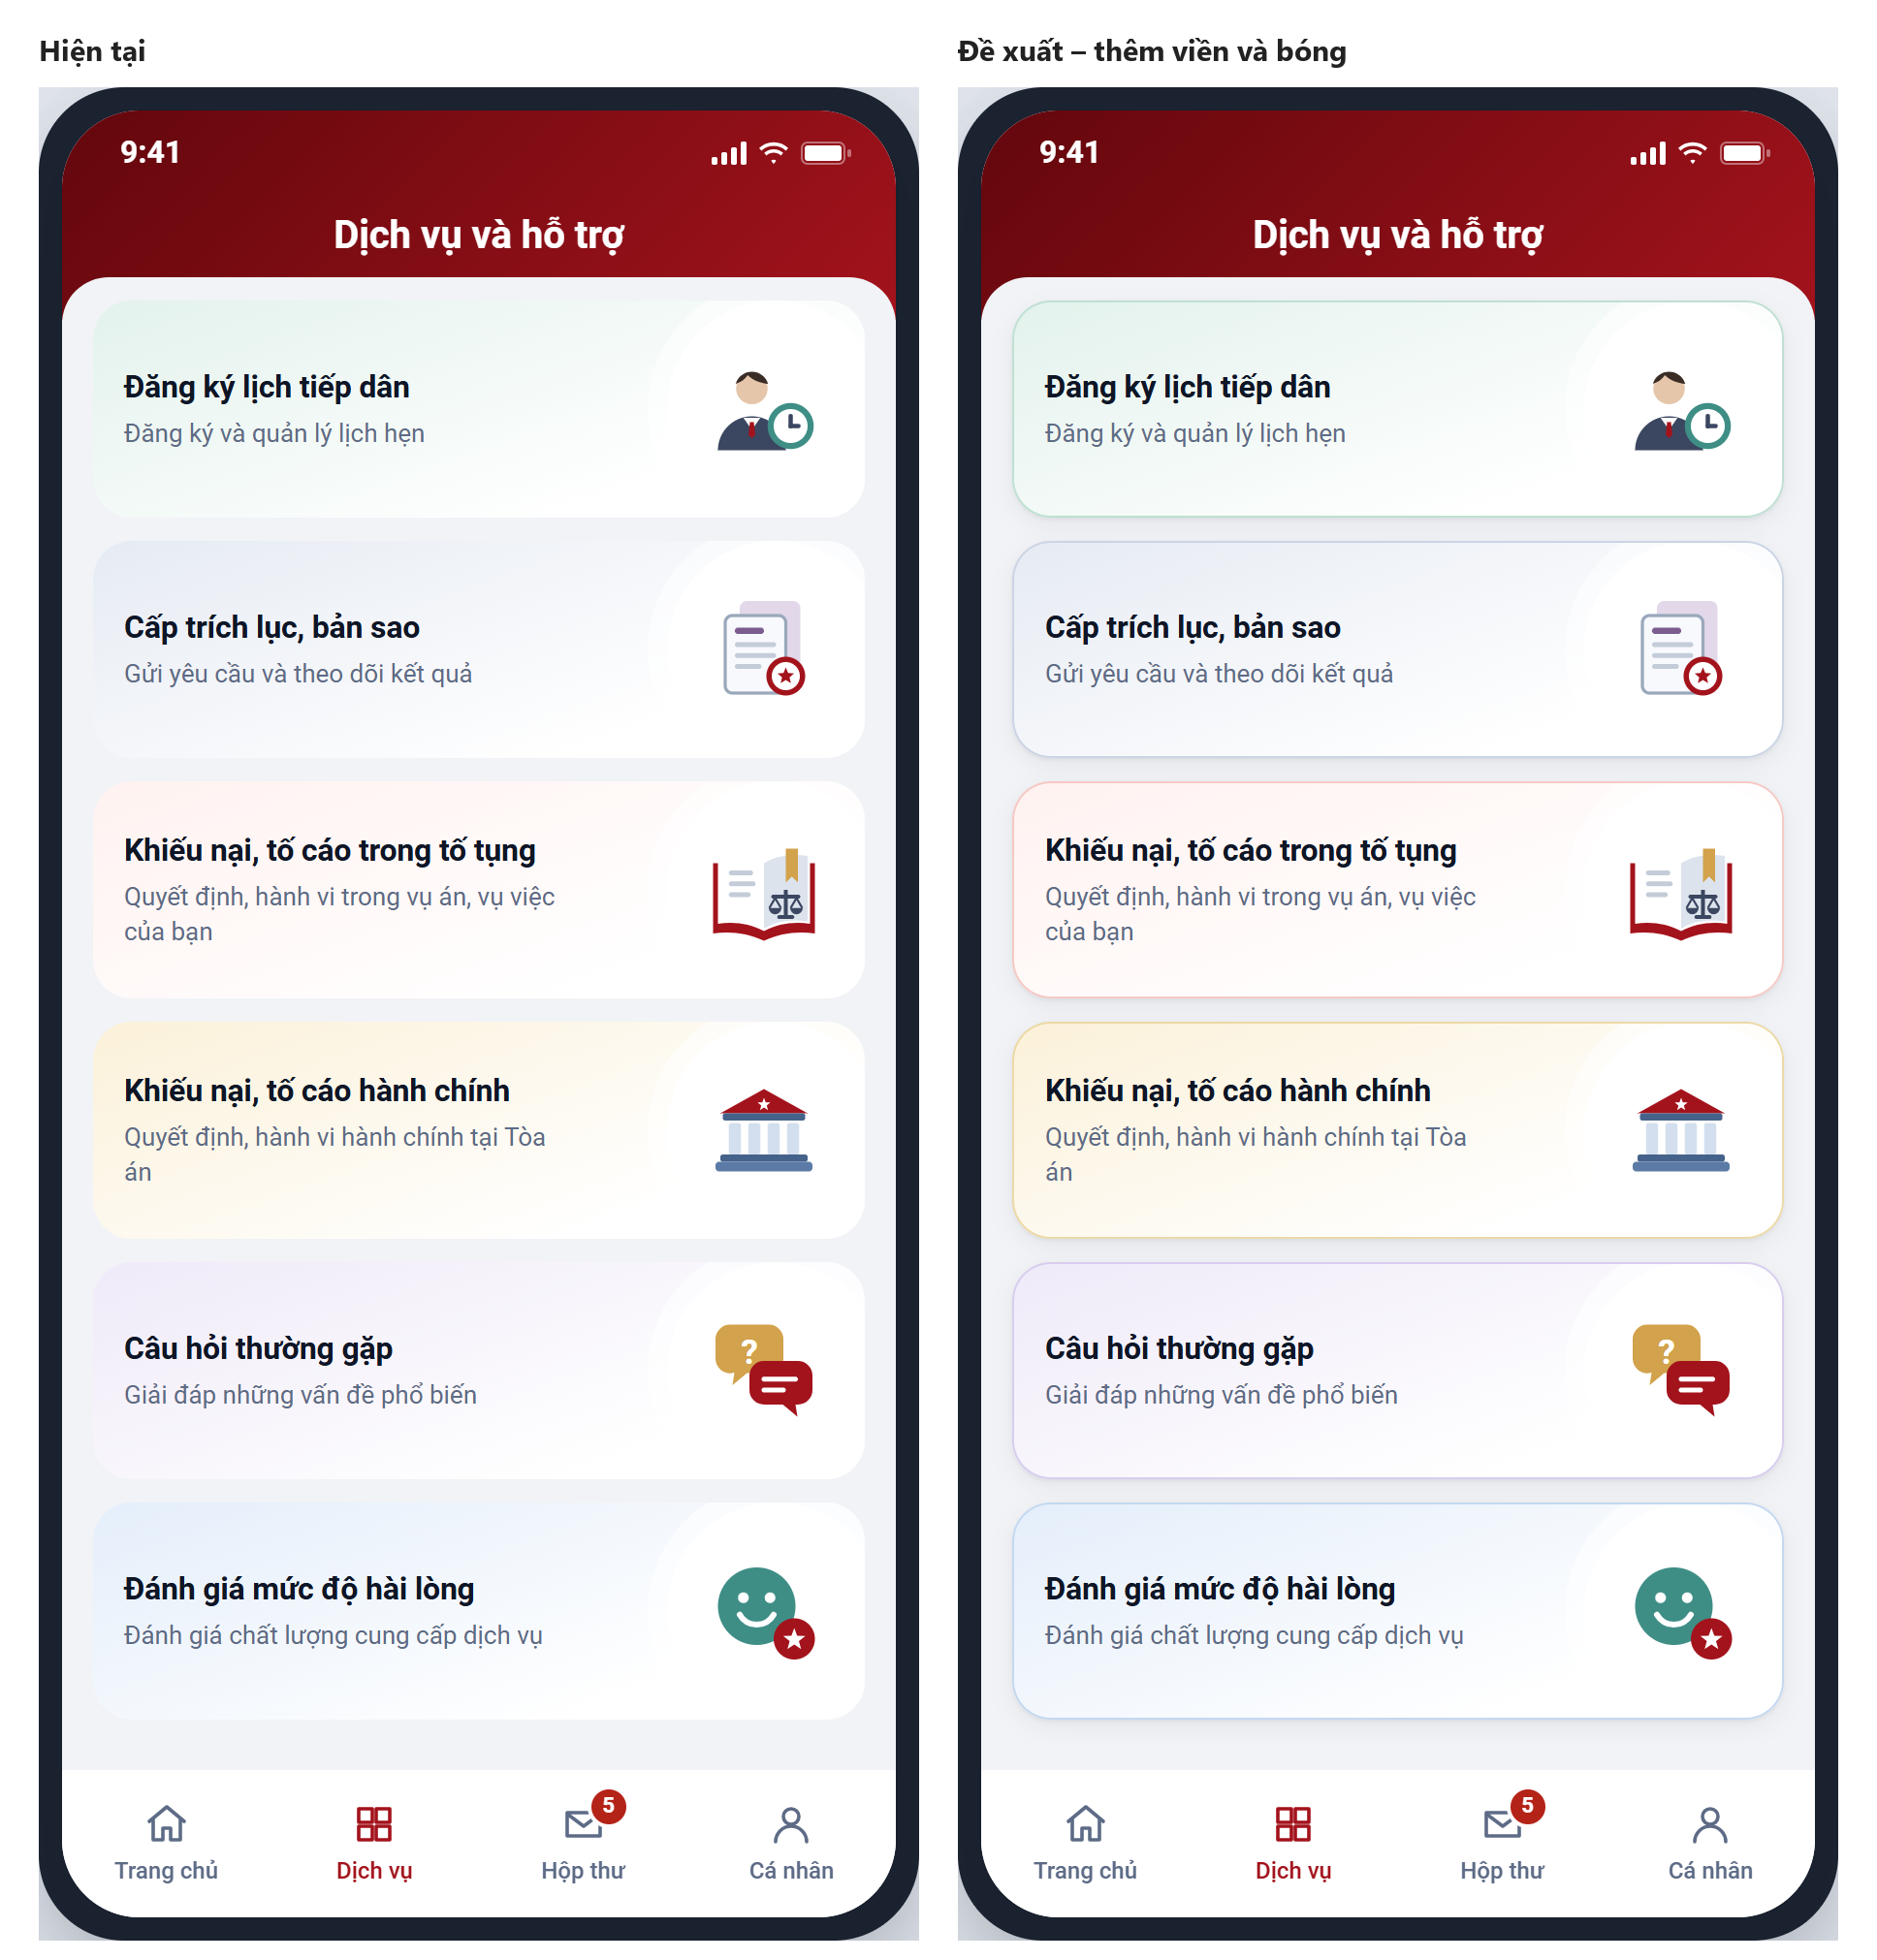 Hiện tại
9:41
Dịch vụ và hỗ trợ
Đăng ký lịch tiếp dân
Đăng ký và quản lý lịch hẹn
Cấp trích lục, bản sao
Gửi yêu cầu và theo dõi kết quả
Khiếu nại, tố cáo trong tố tụng
Quyết định, hành vi trong vụ án, vụ việc
của bạn
Khiếu nại, tố cáo hành chính
Quyết định, hành vi hành chính tại Tòa
án
Câu hỏi thường gặp
?
Giải đáp những vấn đề phổ biến
Đánh giá mức độ hài lòng
Đánh giá chất lượng cung cấp dịch vụ
5
Trang chủ
Dịch vụ
Hộp thư
Cá nhân
Đề xuất – thêm viền và bóng
9:41
Dịch vụ và hỗ trợ
Đăng ký lịch tiếp dân
Đăng ký và quản lý lịch hẹn
Cấp trích lục, bản sao
Gửi yêu cầu và theo dõi kết quả
Khiếu nại, tố cáo trong tố tụng
Quyết định, hành vi trong vụ án, vụ việc
của bạn
Khiếu nại, tố cáo hành chính
Quyết định, hành vi hành chính tại Tòa
án
Câu hỏi thường gặp
?
Giải đáp những vấn đề phổ biến
Đánh giá mức độ hài lòng
Đánh giá chất lượng cung cấp dịch vụ
5
Trang chủ
Dịch vụ
Hộp thư
Cá nhân